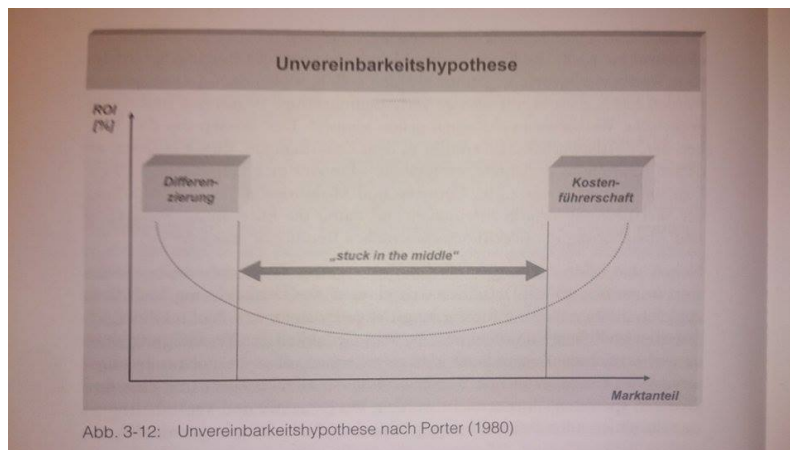 Unvereinbarkeitshypothese
ROI
[%]
Differen-
zierung
Kosten-
führerschaft
„stuck in the middle“
Marktanteil
Abb. 3-12: Unvereinbarkeitshypothese nach Porter (1980)